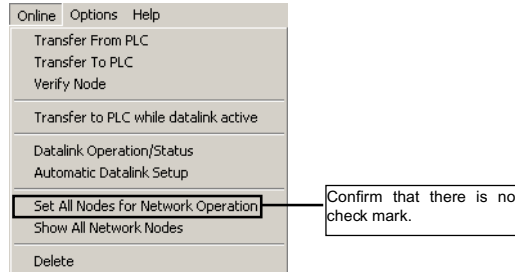 Online Options Help
Transfer From PLC
Transfer To PLC
Verify Node
Transfer to PLC while datalink active
Datalink Operation/Status
Automatic Datalink Setup
Set All Nodes for Network Operation
Confirm that there is no
check mark.
Show All Network Nodes
Delete